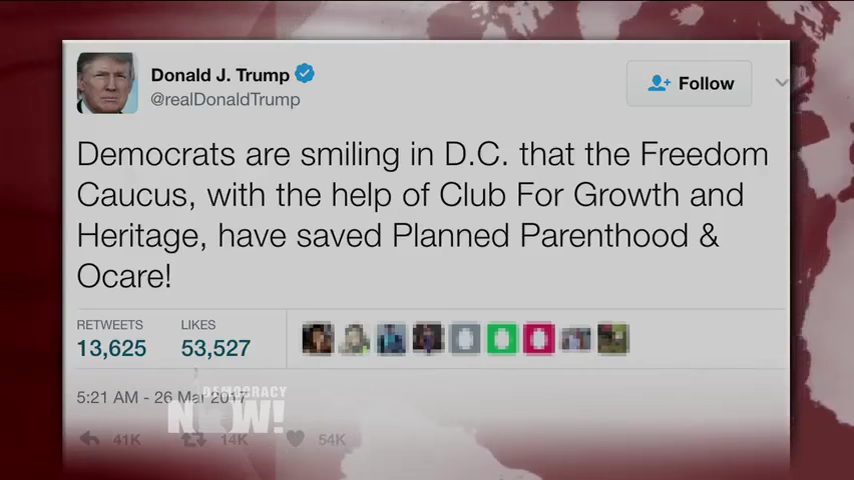 Donald J. Trump
@realDonaldTrump
Follow
Democrats are smiling in D.C. that the Freedom
Caucus, with the help of Club For Growth and
Heritage, have saved Planned Parenthood &
Ocare!
RETWEETS LIKES
13,625 53,527
5:21 AM - 26 Mar 2017
DEMOCRACY
NOW!
41K 14K 54K